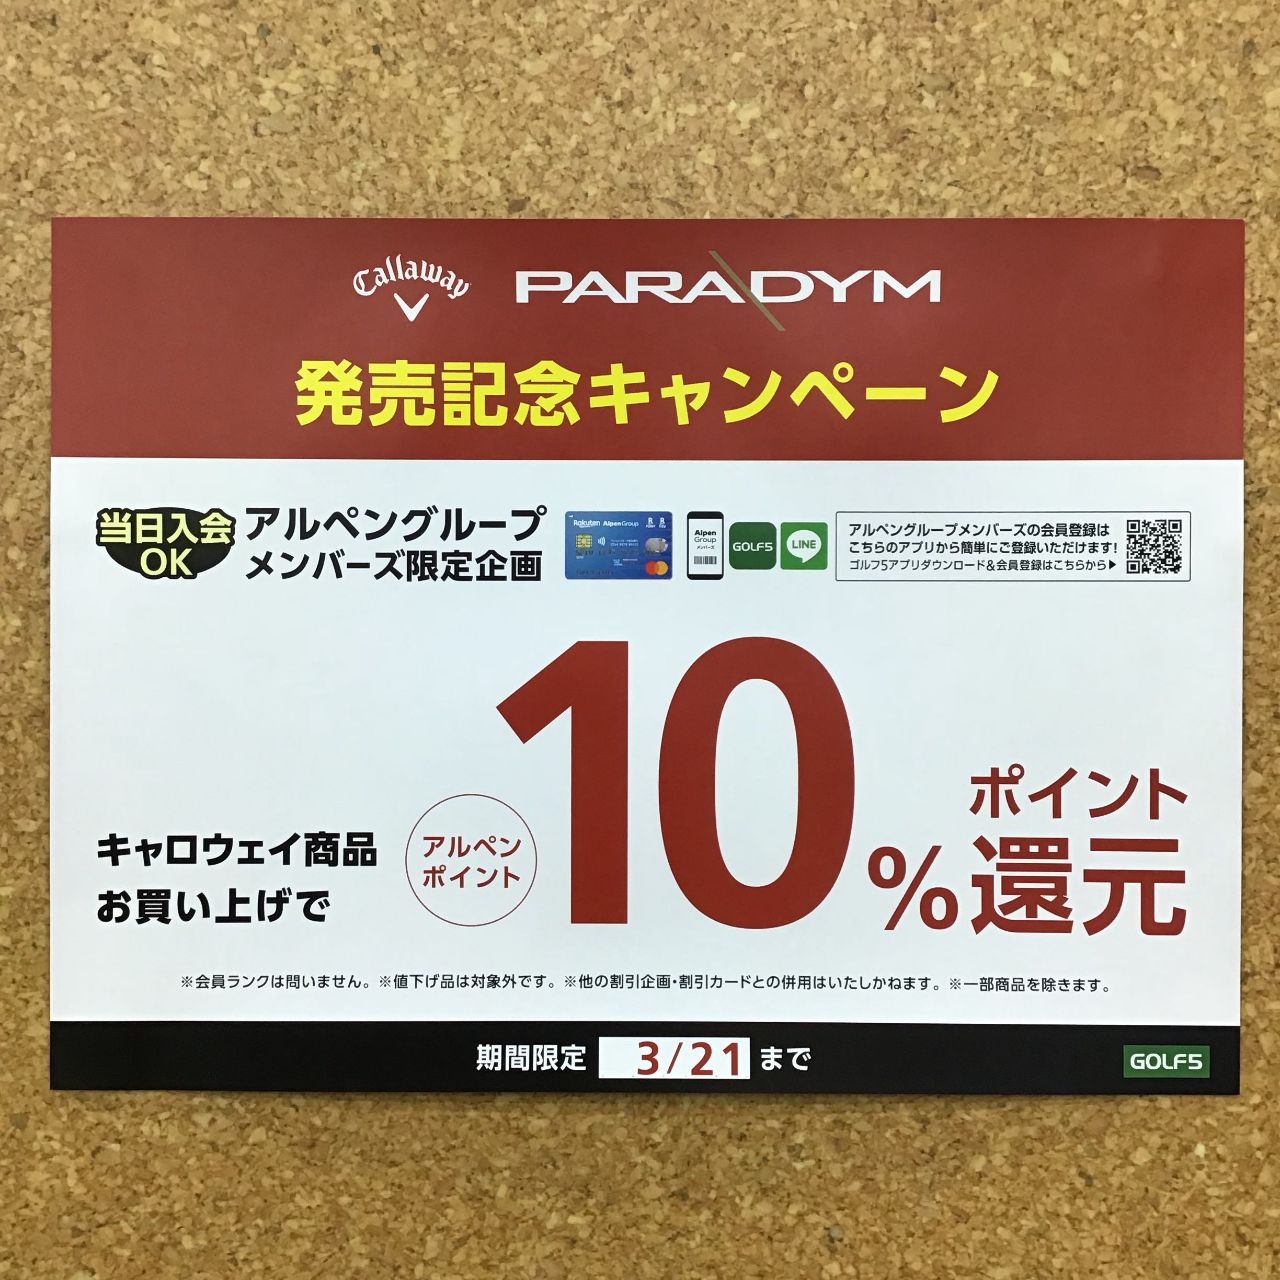 Callaway PARADYM
発売記念キャンペーン
当日入会
OK
アルペングループ
メンバーズ限定企画
Rakuten AlpenGroup
Alpen
Group
メンバーズ
GOLF5
LINE
アルペングループメンバーズの会員登録は
こちらのアプリから簡単にご登録いただけます!
ゴルフ5アプリダウンロード&会員登録はこちらから▶
キャロウェイ商品
お買い上げで
アルペン
ポイント
10%
ポイント
還元
※会員ランクは問いません。※値下げ品は対象外です。※他の割引企画・割引カードとの併用はいたしかねます。※一部商品を除きます。
期間限定 3/21 まで
GOLF5